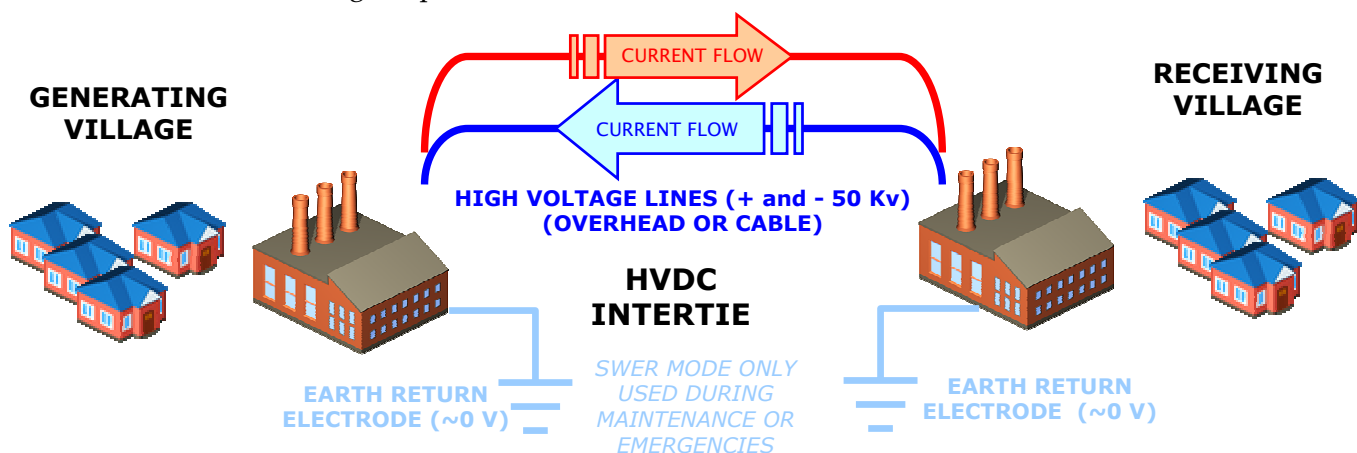 CURRENT FLOW
GENERATING
VILLAGE
RECEIVING
VILLAGE
CURRENT FLOW
HIGH VOLTAGE LINES (+ and - 50 Kv)
(OVERHEAD OR CABLE)
HVDC
INTERTIE
EARTH RETURN
ELECTRODE (~0 V)
SWER MODE ONLY
USED DURING
MAINTENANCE OR
EMERGENCIES
EARTH RETURN
ELECTRODE (~0 V)